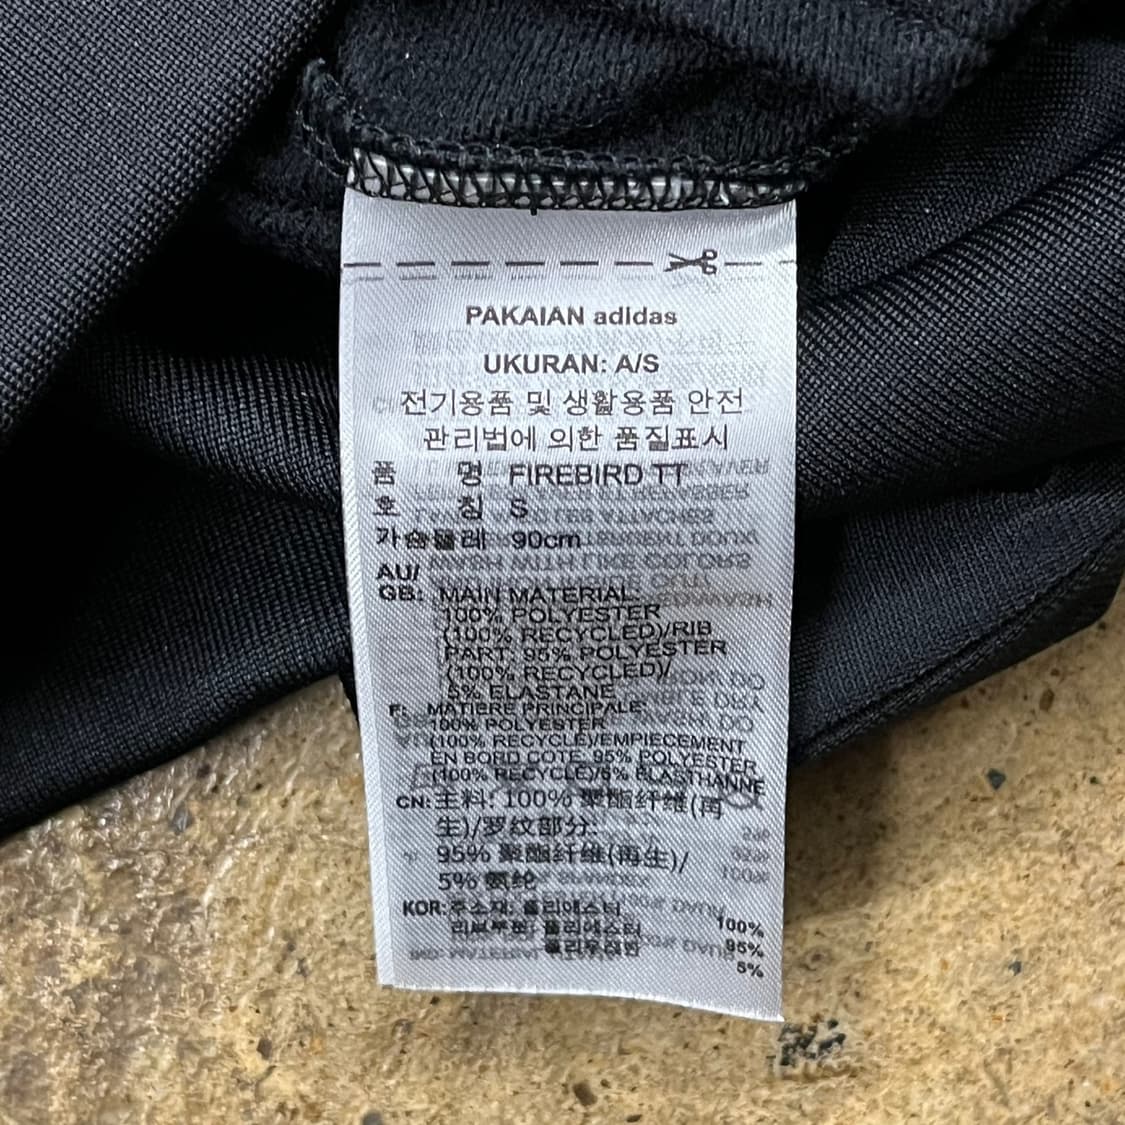 PAKAIAN adidas
UKURAN: A/S
전기용품 및 생활용품 안전
관리법에 의한 품질표시
품 명 FIREBIRD TT
호 칭 S
가슴둘레 90cm
AU/
GB: MAIN MATERIAL:
100% POLYESTER
(100% RECYCLED)/RIB
PART: 95% POLYESTER
(100% RECYCLED)/
5% ELASTANE
F: MATIERE PRINCIPALE:
100% POLYESTER
(100% RECYCLE)/EMPIECEMENT
EN BORD COTE: 95% POLYESTER
(100% RECYCLE)/5% ELASTHANNE
CN: 主料: 100% 聚酯纤维(再
生)/罗纹部分:
95% 聚酯纤维(再生)/
5% 氨纶
KOR: 주소재: 폴리에스터 100%
리브부분: 폴리에스터 95%
폴리우레탄 5%